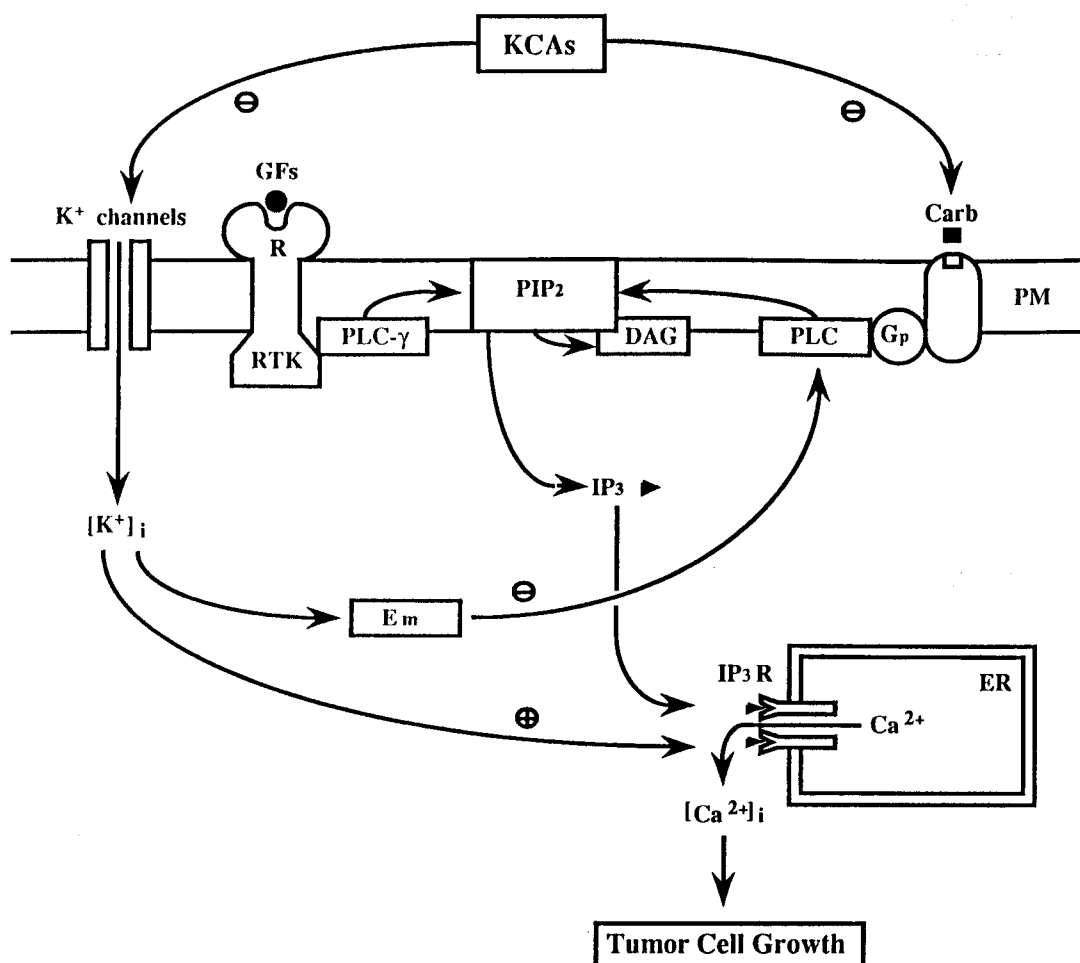 KCAs
⊖
⊖
GFs
K⁺ channels
Carb
R
PIP₂
PM
PLC-γ
DAG
PLC
Gp
RTK
IP₃
[K⁺]i
⊖
Em
IP₃ R
ER
⊕
Ca²⁺
[Ca²⁺]i
Tumor Cell Growth